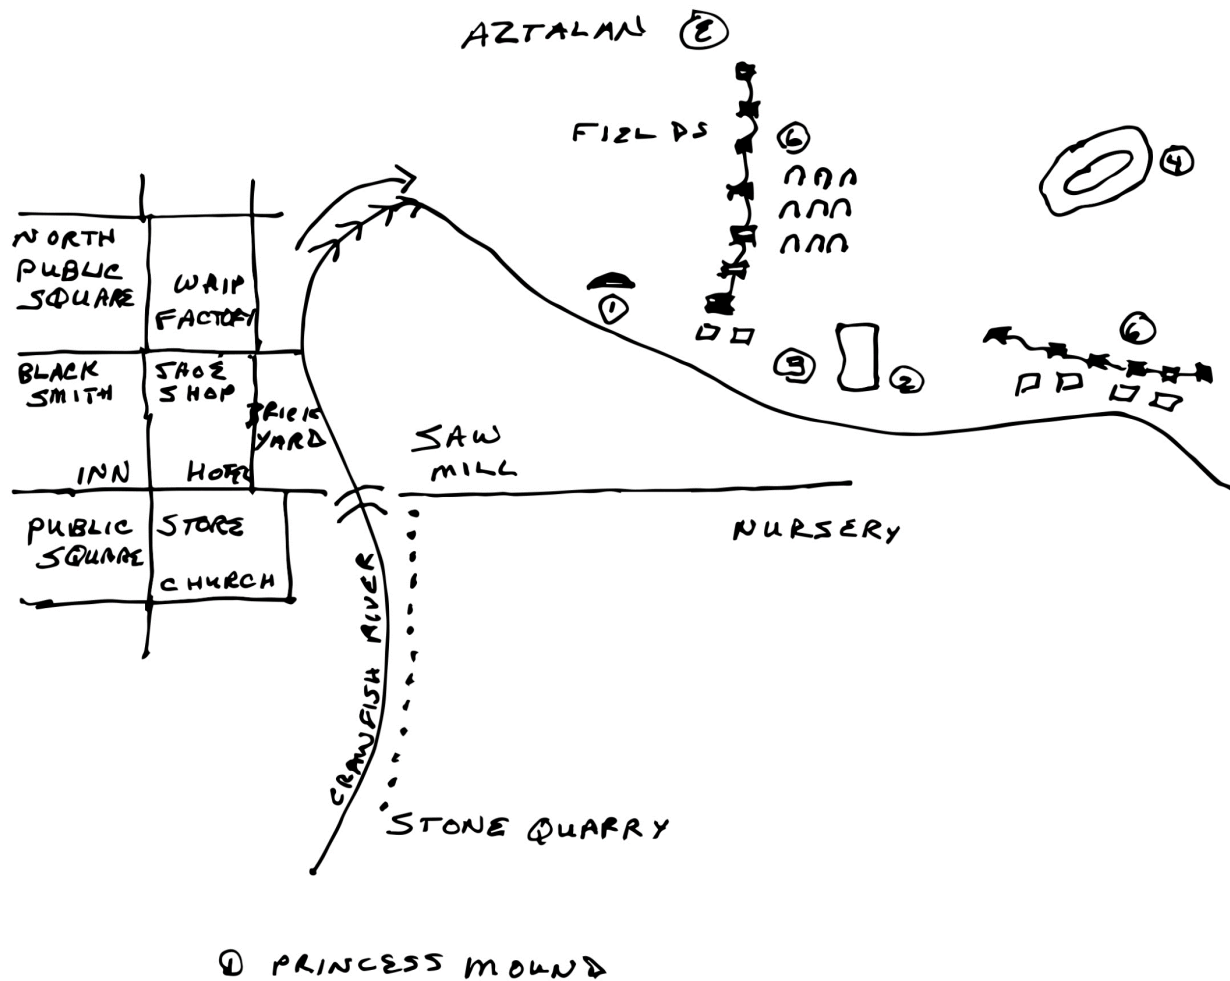 AZTALAN
FIELDS
6
4
NORTH
PUBLIC
SQUARE
WHIP
FACTORY
1
6
3
2
BLACK
SMITH
SHOE
SHOP
BRICK
YARD
SAW
MILL
INN
HOTEL
PUBLIC
SQUARE
STORE
CHURCH
NURSERY
CRAWFISH RIVER
STONE QUARRY
1 PRINCESS MOUND